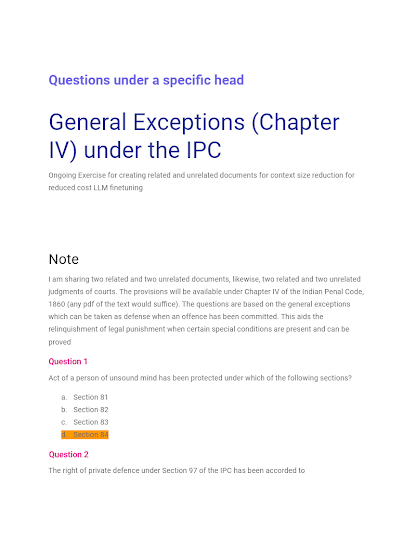 Questions under a specific head
General Exceptions (Chapter
IV) under the IPC
Ongoing Exercise for creating related and unrelated documents for context size reduction for
reduced cost LLM finetuning
Note
I am sharing two related and two unrelated documents, likewise, two related and two unrelated
judgments of courts. The provisions will be available under Chapter IV of the Indian Penal Code,
1860 (any pdf of the text would suffice). The questions are based on the general exceptions
which can be taken as defense when an offence has been committed. This aids the
relinquishment of legal punishment when certain special conditions are present and can be
proved
Question 1
Act of a person of unsound mind has been protected under which of the following sections?
a. Section 81
b. Section 82
c. Section 83
d. Section 84
Question 2
The right of private defence under Section 97 of the IPC has been accorded to